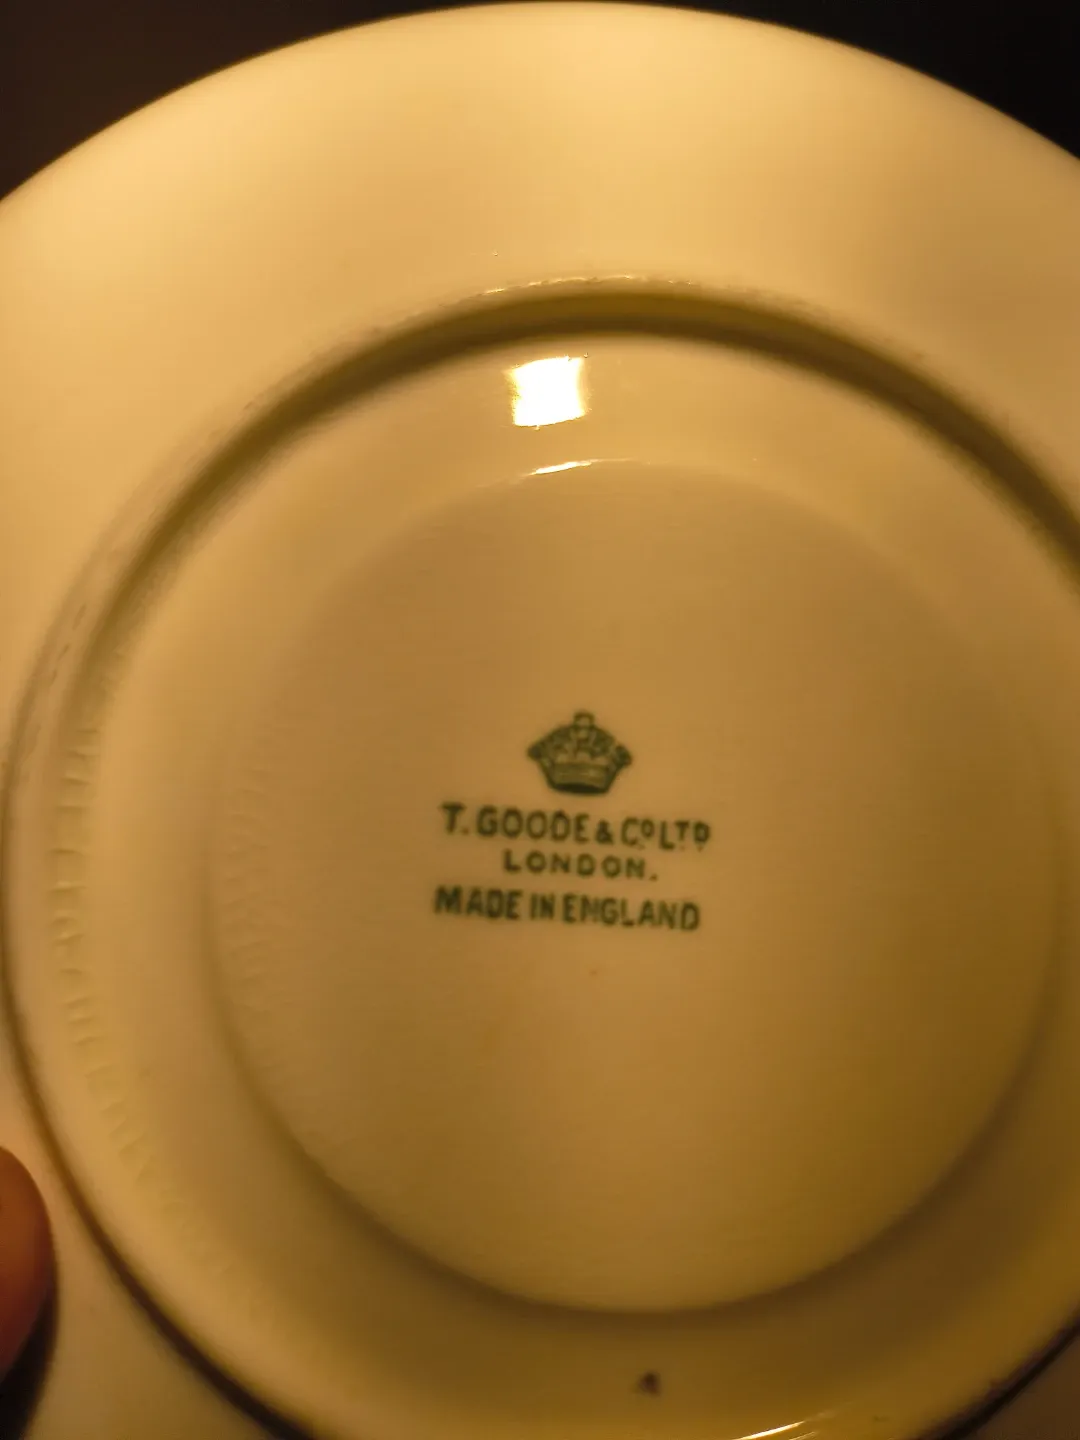 T. GOODE & Cº LTD
LONDON.
MADE IN ENGLAND